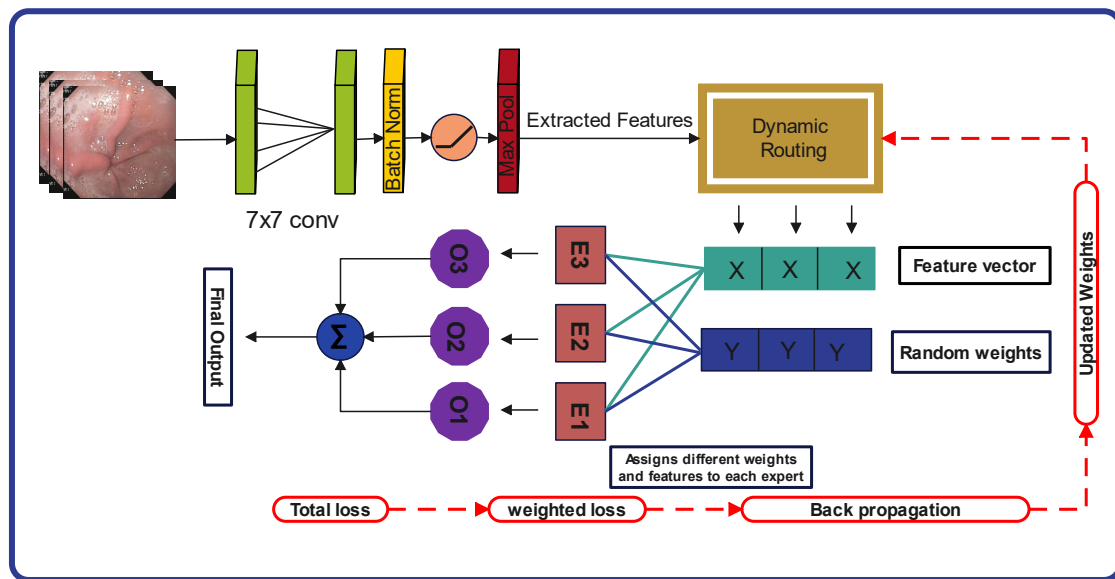 7x7 conv
Batch Norm
Max Pool
Extracted Features
Dynamic
Routing
X X X
Feature vector
Y Y Y
Random weights
Updated Weights
E3
E2
E1
O3
O2
O1
Σ
Final Output
Assigns different weights
and features to each expert
Total loss
weighted loss
Back propagation